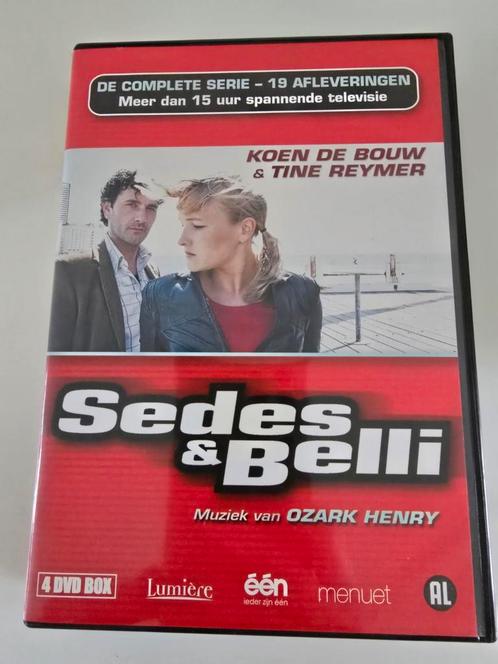 DE COMPLETE SERIE - 19 AFLEVERINGEN
Meer dan 15 uur spannende televisie
KOEN DE BOUW
& TINE REYMER
Sedes
& Belli
Muziek van OZARK HENRY
4 DVD BOX
Lumière
één
ieder zijn één
menuet
AL